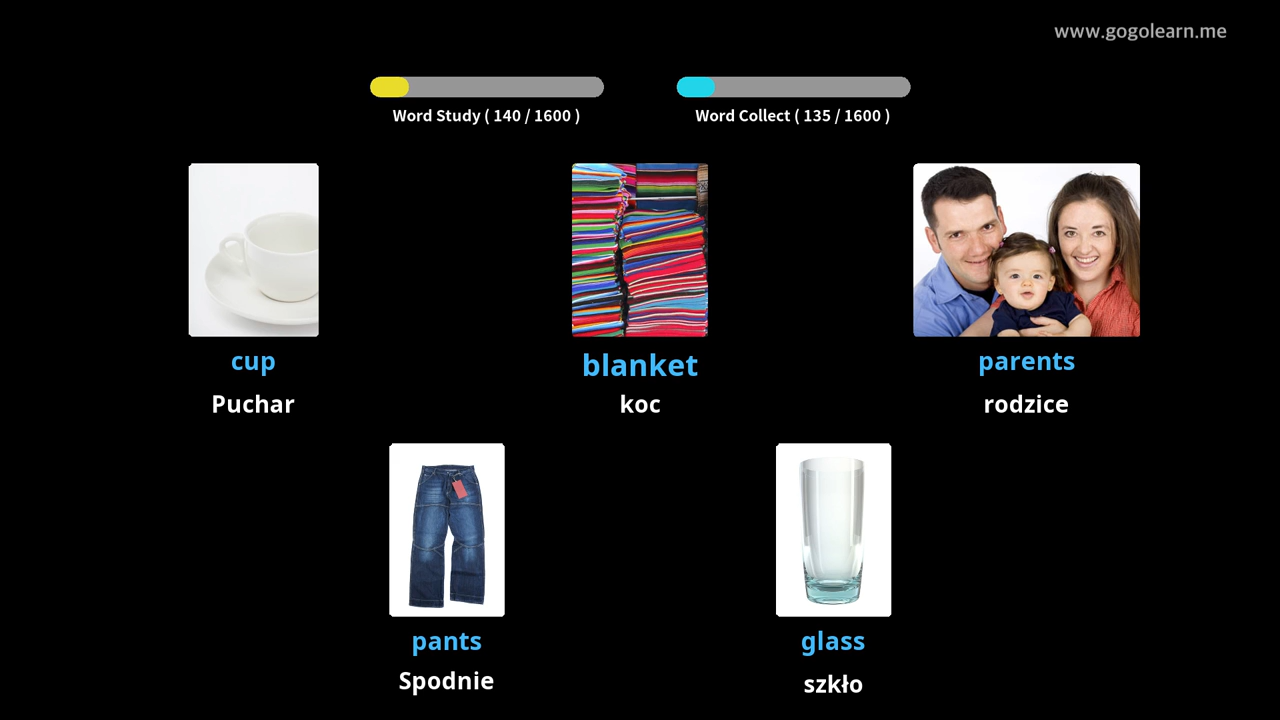 www.gogolearn.me
Word Study ( 140 / 1600 )
Word Collect ( 135 / 1600 )
cup
Puchar
blanket
koc
parents
rodzice
pants
Spodnie
glass
szkło